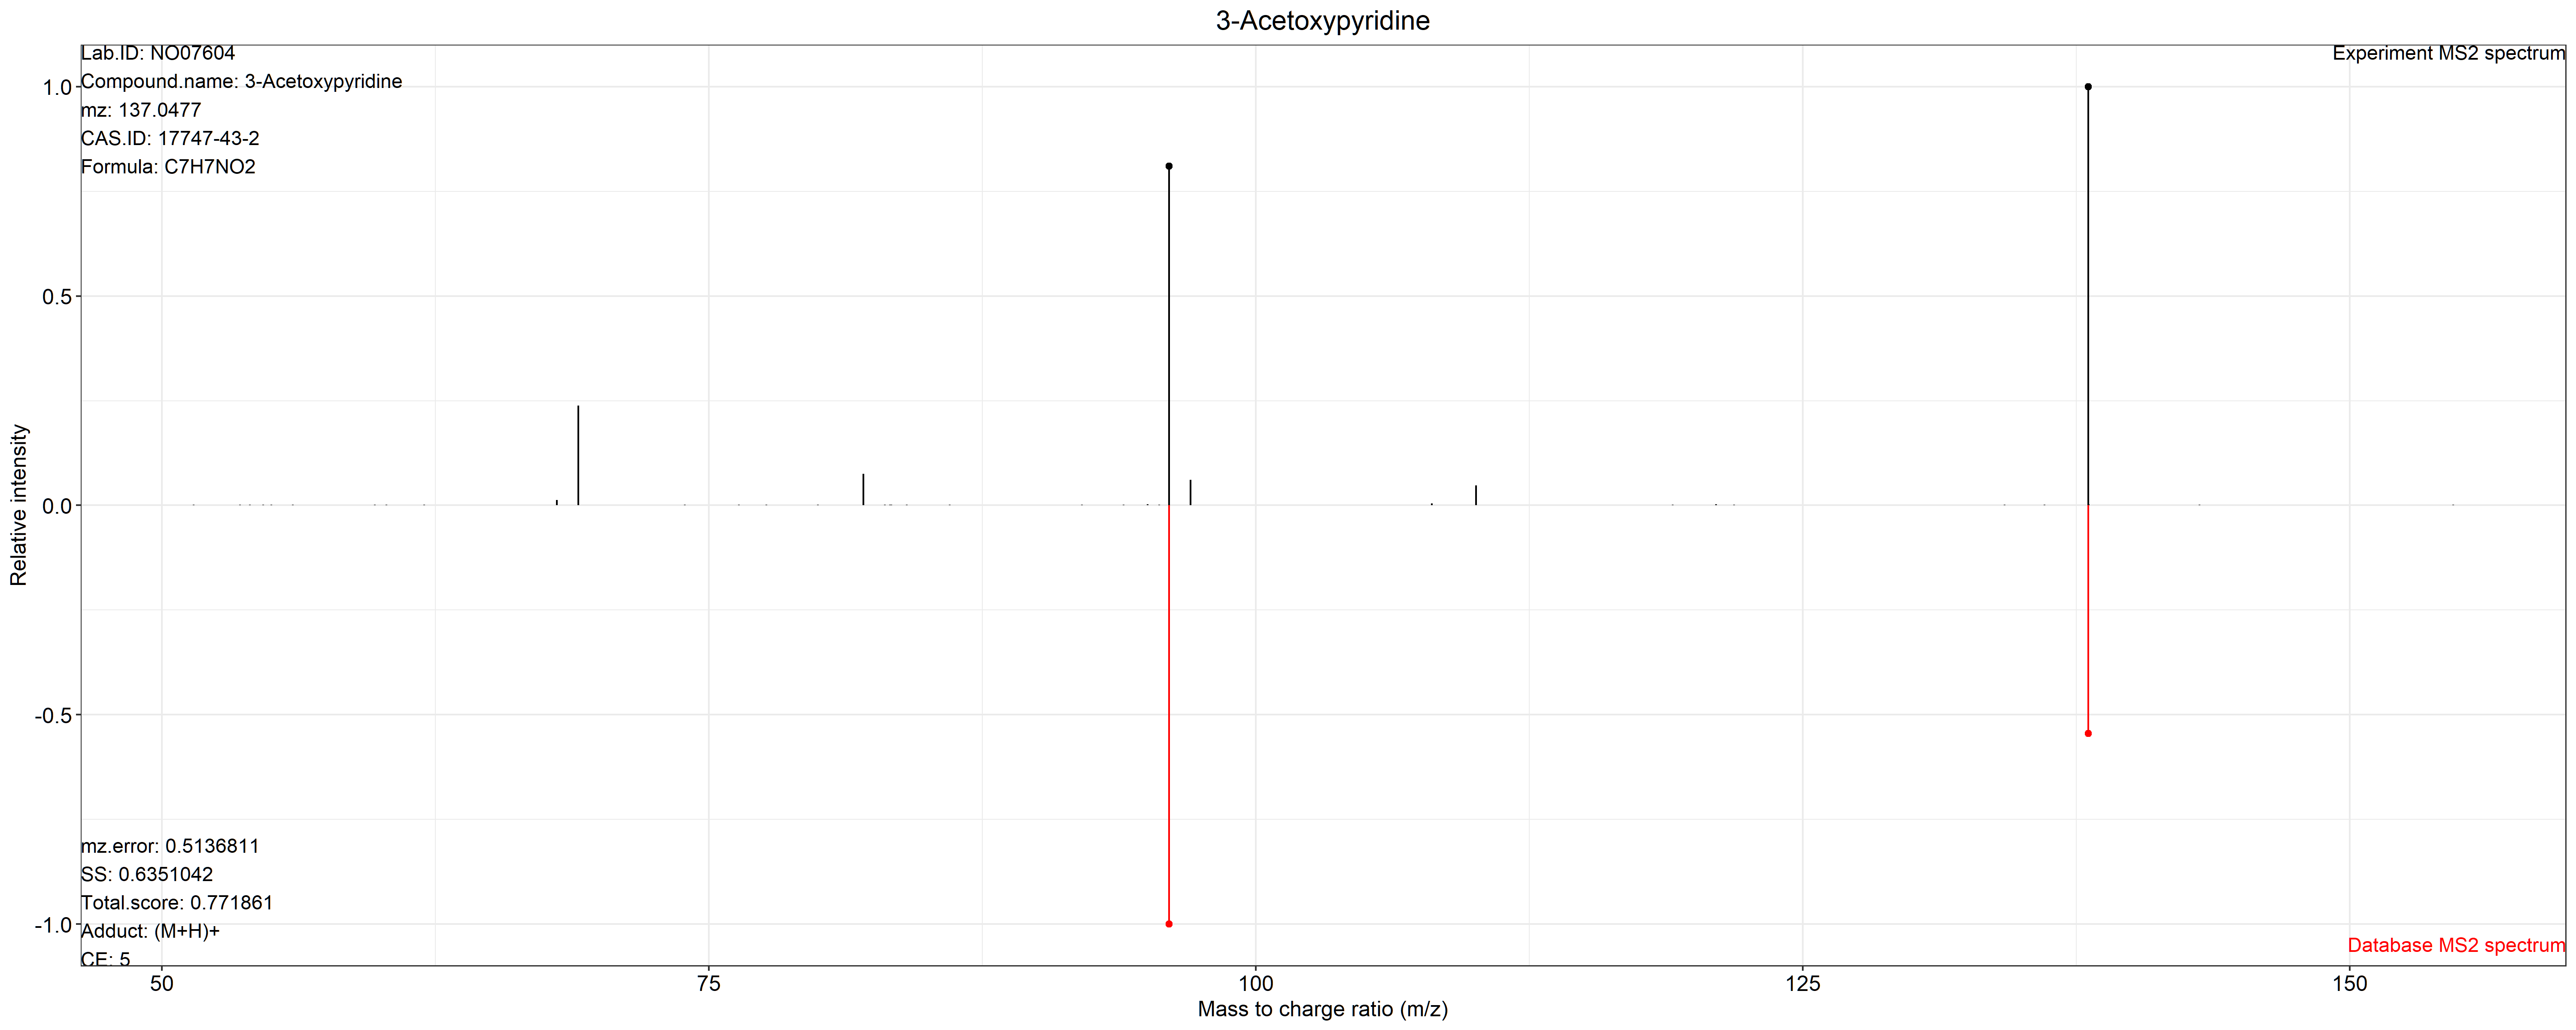 3-Acetoxypyridine
Lab.ID: NO07604
Experiment MS2 spectrum
Compound.name: 3-Acetoxypyridine
mz: 137.0477
CAS.ID: 17747-43-2
Formula: C7H7NO2
1.0
0.5
0.0
-0.5
-1.0
Relative intensity
mz.error: 0.5136811
SS: 0.6351042
Total.score: 0.771861
Adduct: (M+H)+
CE: 5
Database MS2 spectrum
50 75 100 125 150
Mass to charge ratio (m/z)